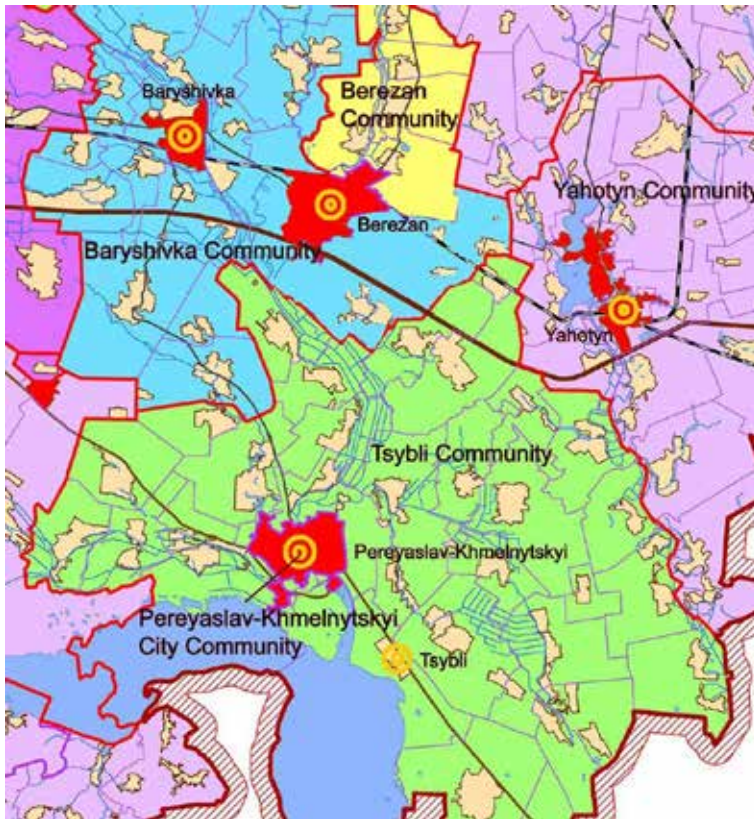 Baryshivka
Berezan
Community
Yahotyn Community
Berezan
Baryshivka Community
Yahotyn
Tsybli Community
Pereyaslav-Khmelnytskyi
Pereyaslav-Khmelnytskyi
City Community
Tsybli